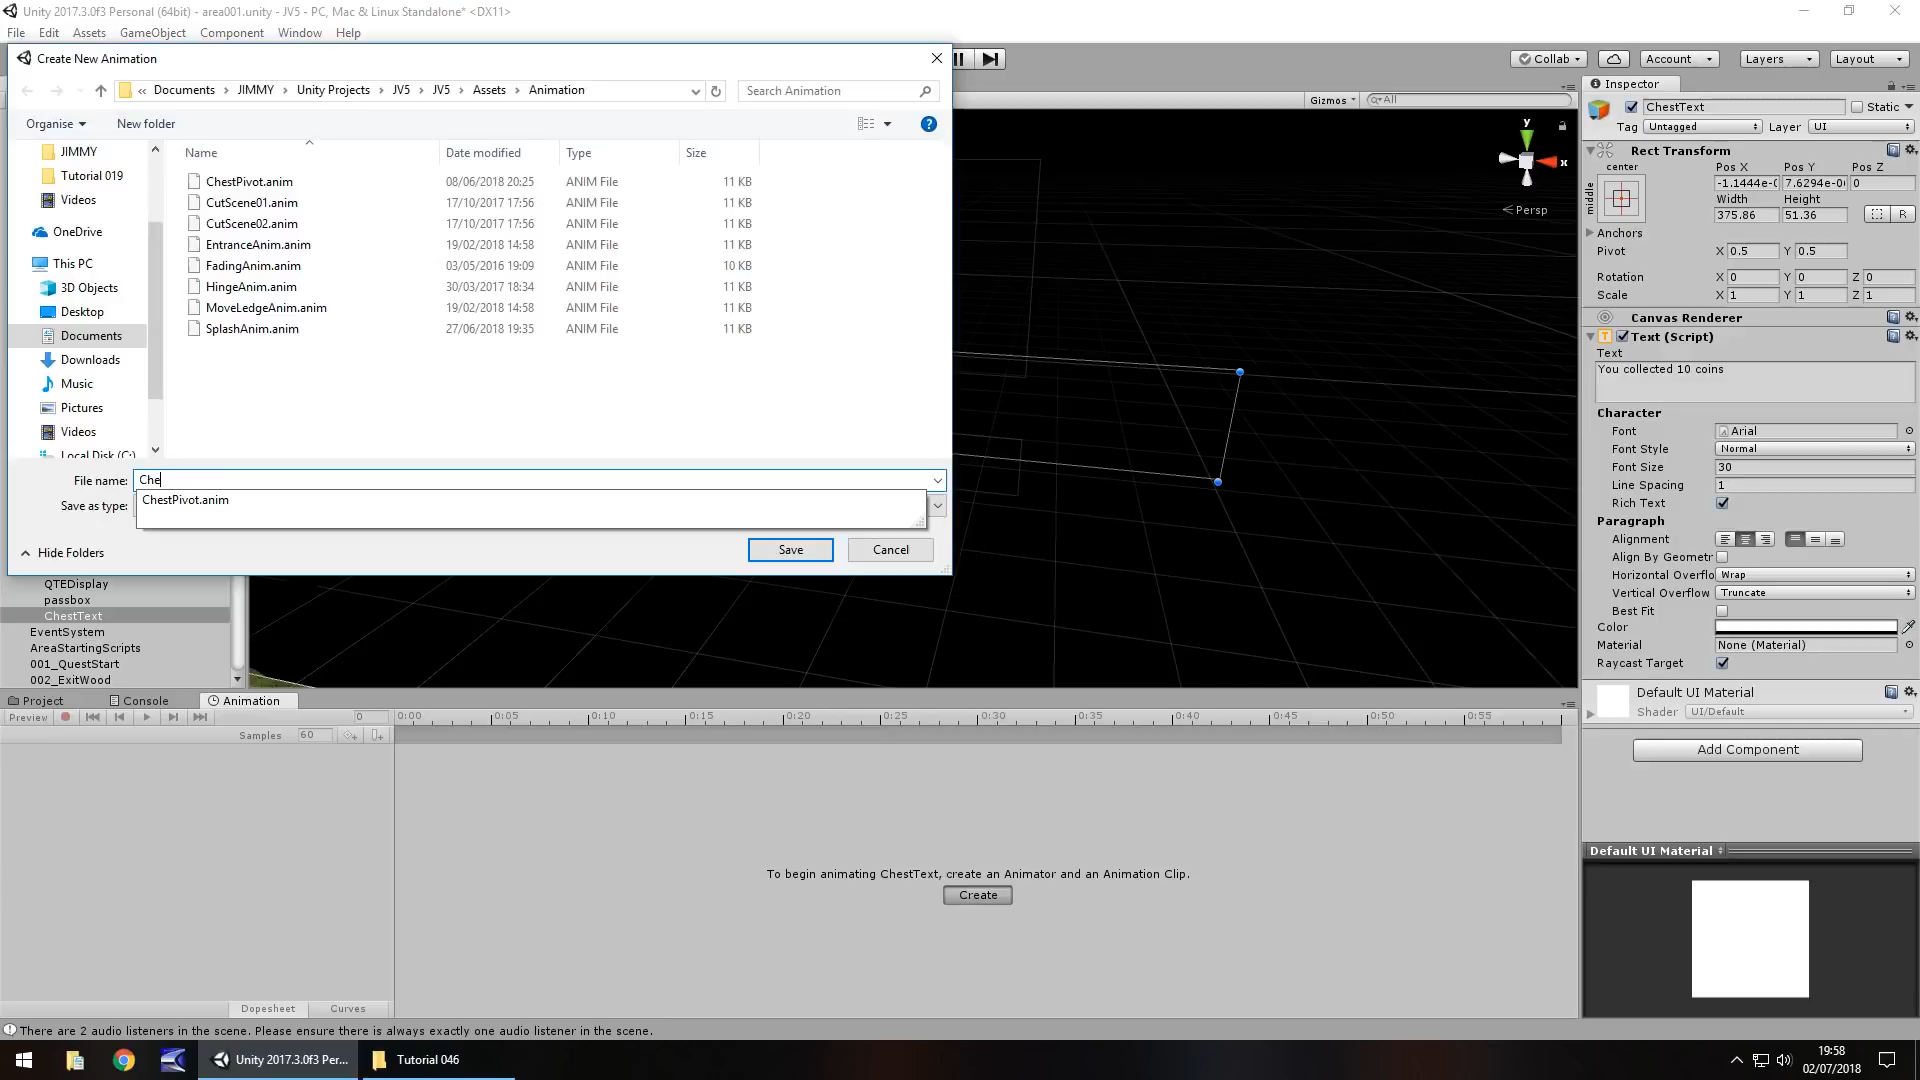 Unity 2017.3.0f3 Personal (64bit) - area001.unity - JV5 - PC, Mac & Linux Standalone* <DX11>
File Edit Assets GameObject Component Window Help
Create New Animation
Collab Account Layers Layout
« Documents JIMMY Unity Projects JV5 JV5 Assets Animation
Search Animation
Organise New folder
Name Date modified Type Size
ChestPivot.anim 08/06/2018 20:25 ANIM File 11 KB
CutScene01.anim 17/10/2017 17:56 ANIM File 11 KB
CutScene02.anim 17/10/2017 17:56 ANIM File 11 KB
EntranceAnim.anim 19/02/2018 14:58 ANIM File 11 KB
FadingAnim.anim 03/05/2016 19:09 ANIM File 10 KB
HingeAnim.anim 30/03/2017 18:34 ANIM File 11 KB
MoveLedgeAnim.anim 19/02/2018 14:58 ANIM File 11 KB
SplashAnim.anim 27/06/2018 19:35 ANIM File 11 KB
JIMMY
Tutorial 019
Videos
OneDrive
This PC
3D Objects
Desktop
Documents
Downloads
Music
Pictures
Videos
Local Disk (C:)
File name: Che
ChestPivot.anim
Save as type:
Hide Folders
Save Cancel
QTEDisplay
passbox
ChestText
EventSystem
AreaStartingScripts
001_QuestStart
002_ExitWood
Gizmos All
y
x
Persp
Inspector
ChestText Static
Tag Untagged Layer UI
Rect Transform
center
middle
Pos X Pos Y Pos Z
-1.1444e-0 7.6294e-0 0
Width Height
375.86 51.36 R
Anchors
Pivot X 0.5 Y 0.5
Rotation X 0 Y 0 Z 0
Scale X 1 Y 1 Z 1
Canvas Renderer
Text (Script)
Text
You collected 10 coins
Character
Font Arial
Font Style Normal
Font Size 30
Line Spacing 1
Rich Text
Paragraph
Alignment
Align By Geometr
Horizontal Overflo Wrap
Vertical Overflow Truncate
Best Fit
Color
Material None (Material)
Raycast Target
Default UI Material
Shader UI/Default
Add Component
Default UI Material
Project Console Animation
Preview 0 0:00 0:05 0:10 0:15 0:20 0:25 0:30 0:35 0:40 0:45 0:50 0:55
Samples 60
To begin animating ChestText, create an Animator and an Animation Clip.
Create
Dopesheet Curves
There are 2 audio listeners in the scene. Please ensure there is always exactly one audio listener in the scene.
Unity 2017.3.0f3 Per... Tutorial 046
19:58
02/07/2018